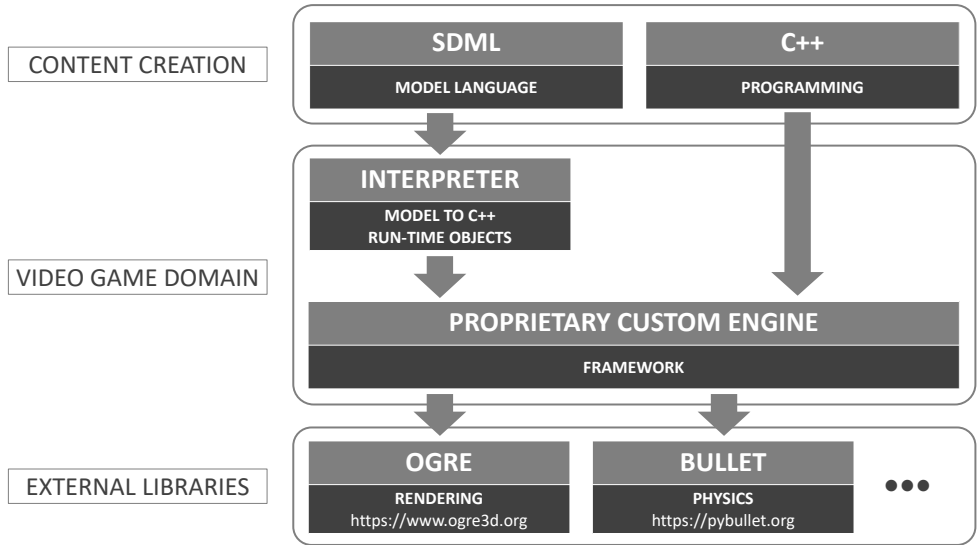 CONTENT CREATION
SDML
MODEL LANGUAGE
C++
PROGRAMMING
VIDEO GAME DOMAIN
INTERPRETER
MODEL TO C++
RUN-TIME OBJECTS
PROPRIETARY CUSTOM ENGINE
FRAMEWORK
EXTERNAL LIBRARIES
OGRE
RENDERING
https://www.ogre3d.org
BULLET
PHYSICS
https://pybullet.org